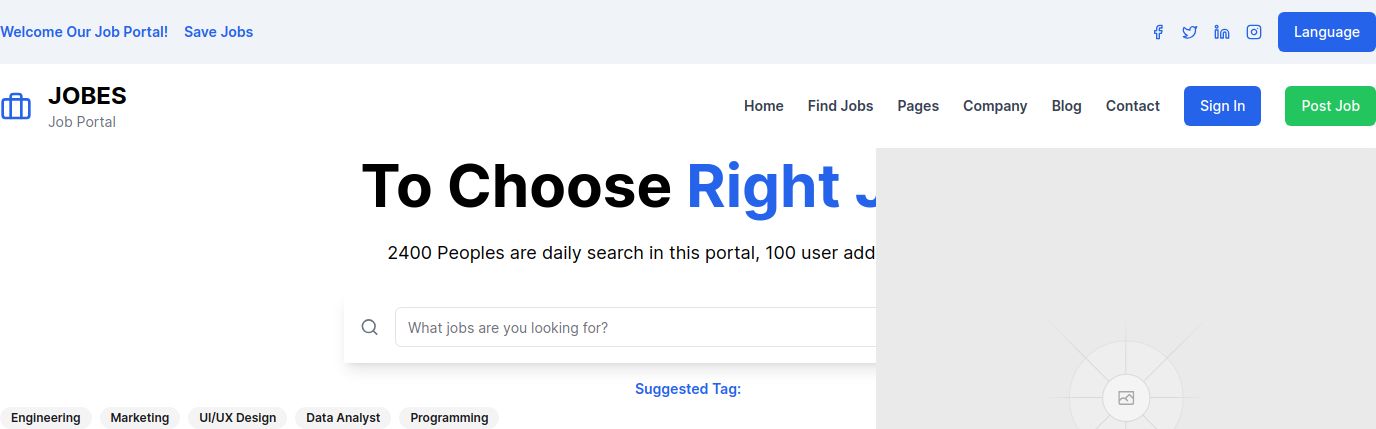 Welcome Our Job Portal! Save Jobs
Language
JOBES
Job Portal
Home Find Jobs Pages Company Blog Contact Sign In Post Job
To Choose Right J
2400 Peoples are daily search in this portal, 100 user add
What jobs are you looking for?
Suggested Tag:
Engineering Marketing UI/UX Design Data Analyst Programming